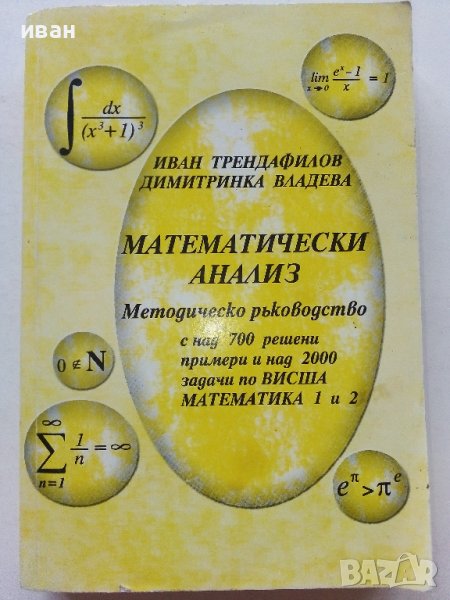 иван
∫ dx/(x³+1)³
lim x→0 eˣ-1/x = 1
ИВАН ТРЕНДАФИЛОВ
ДИМИТРИНКА ВЛАДЕВА
МАТЕМАТИЧЕСКИ
АНАЛИЗ
Методическо ръководство
с над 700 решени
примери и над 2000
задачи по ВИСША
МАТЕМАТИКА 1 и 2
0 ∉ N
∞ ∑ n=1 1/n = ∞
e^π > π^e
BAZAR